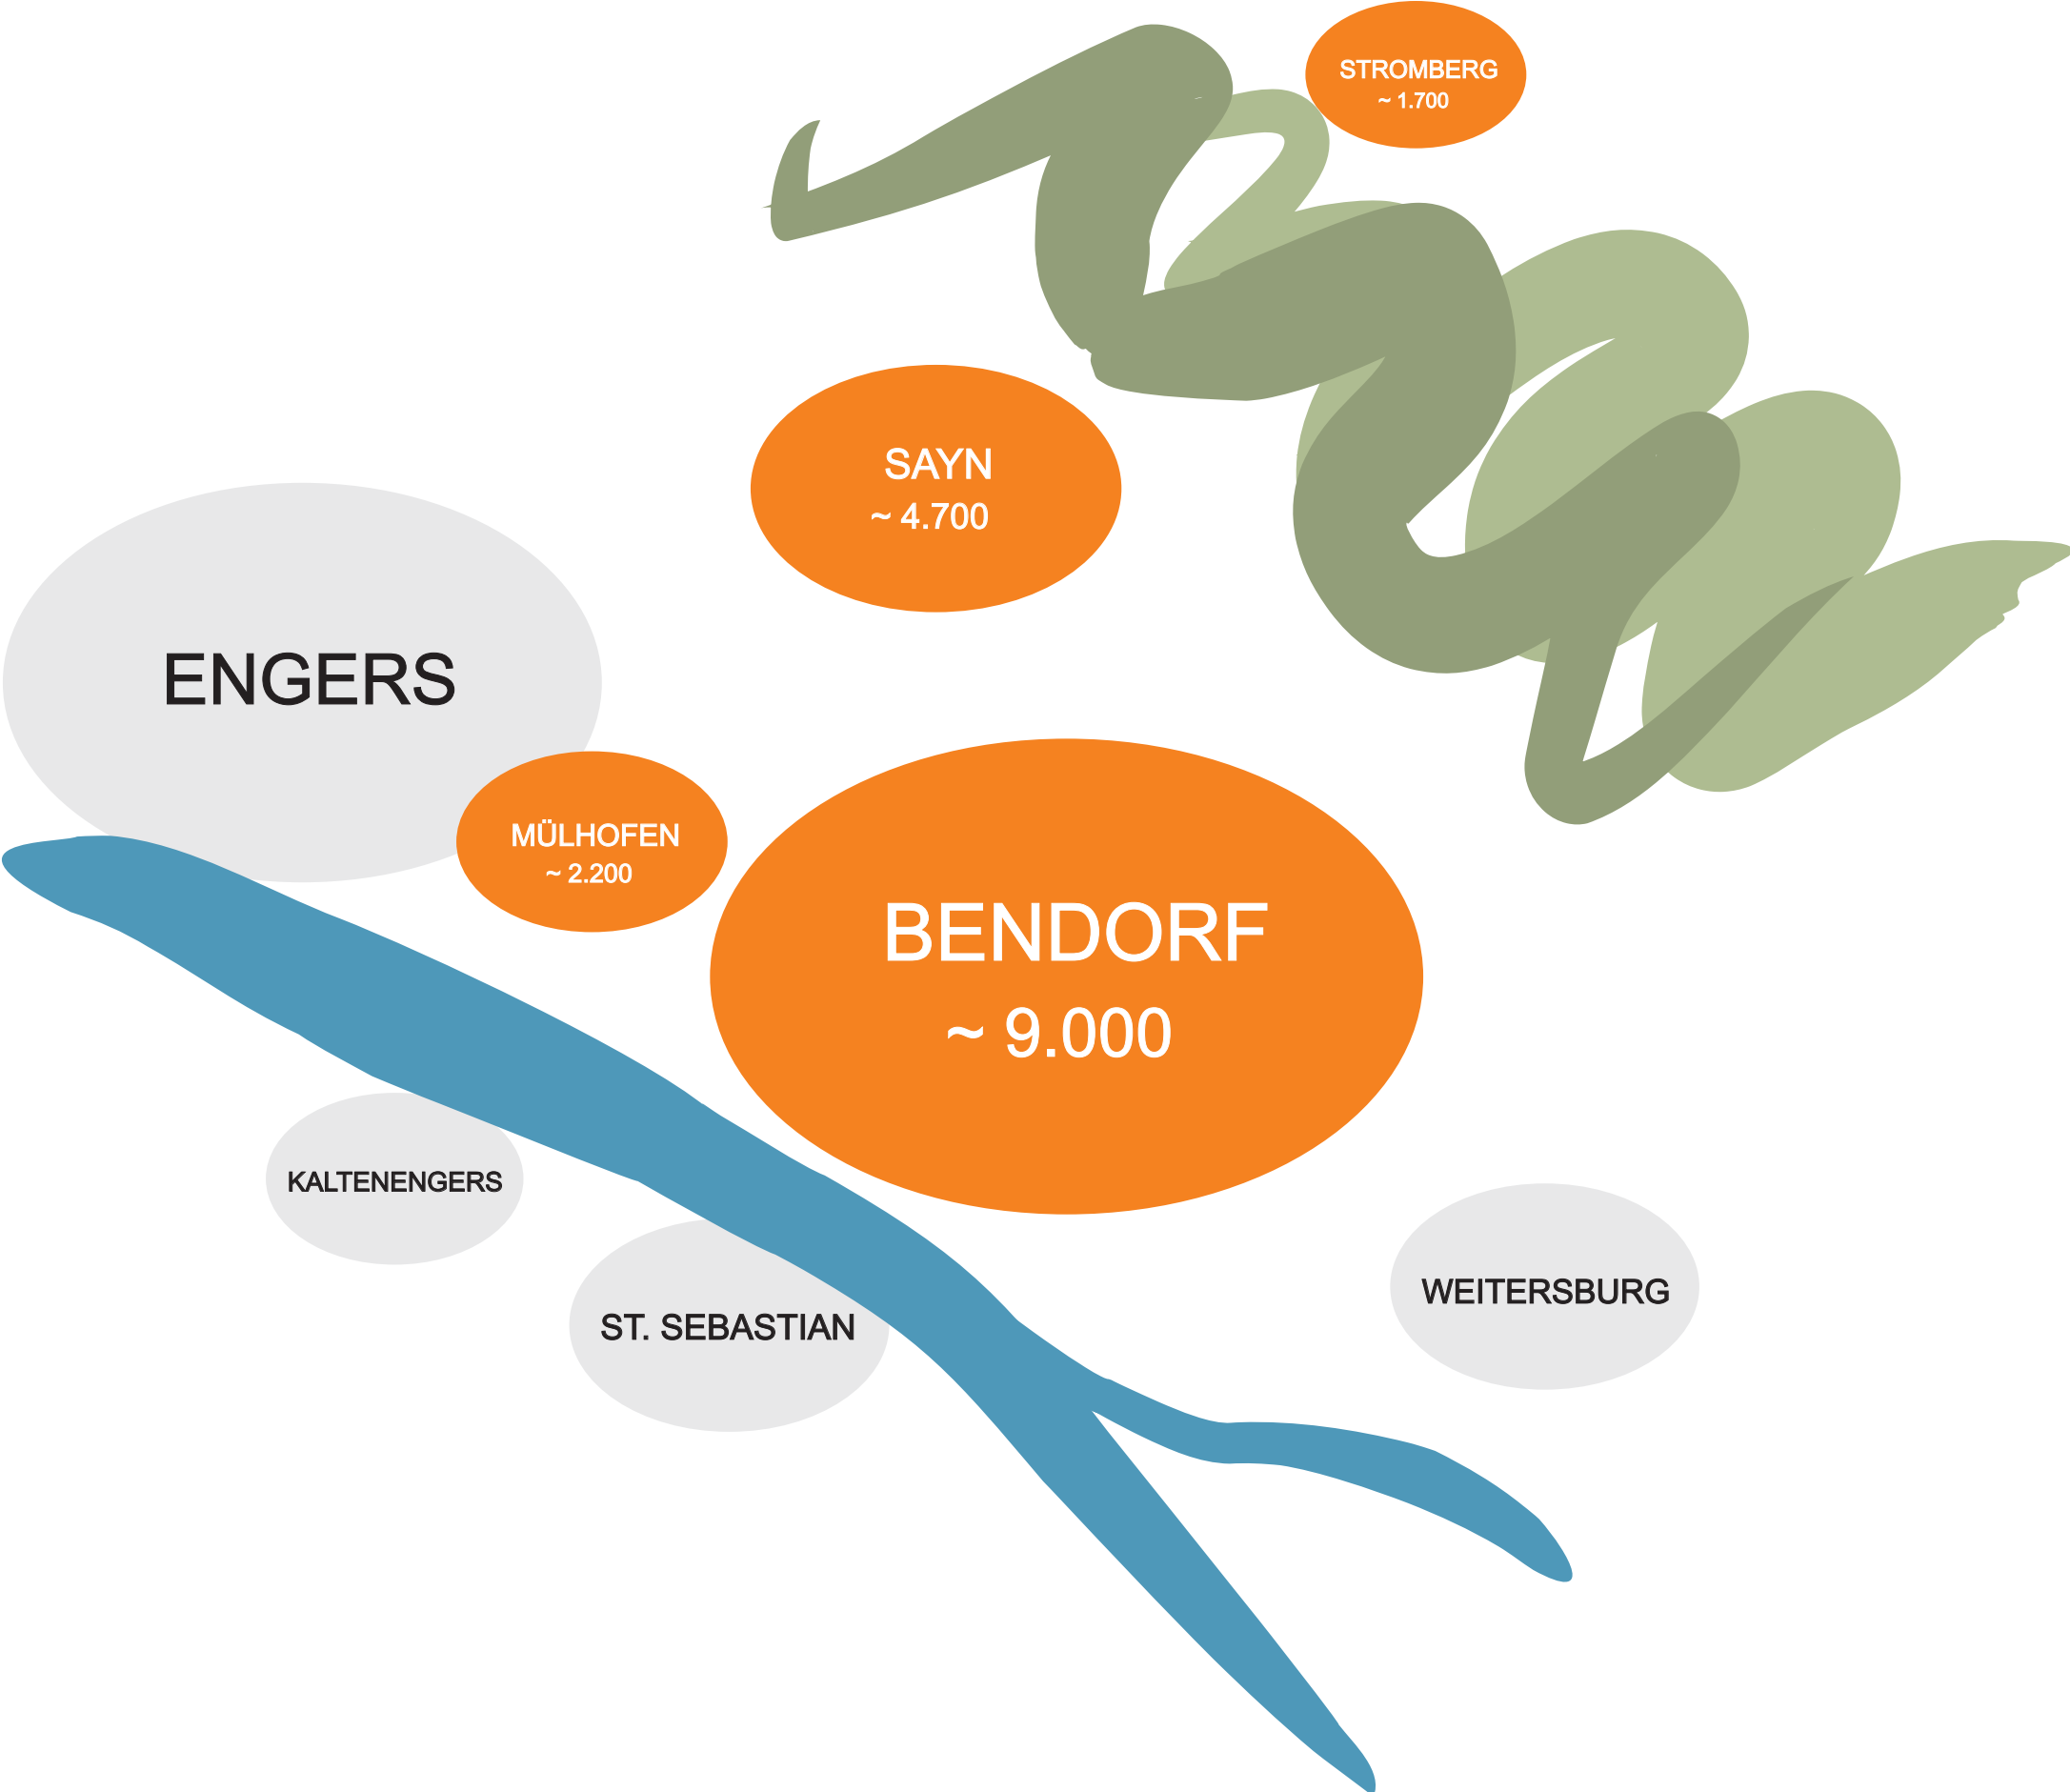 STROMBERG
~ 1.700
SAYN
~ 4.700
ENGERS
MÜLHOFEN
~ 2.200
BENDORF
~ 9.000
KALTENENGERS
WEITERSBURG
ST. SEBASTIAN